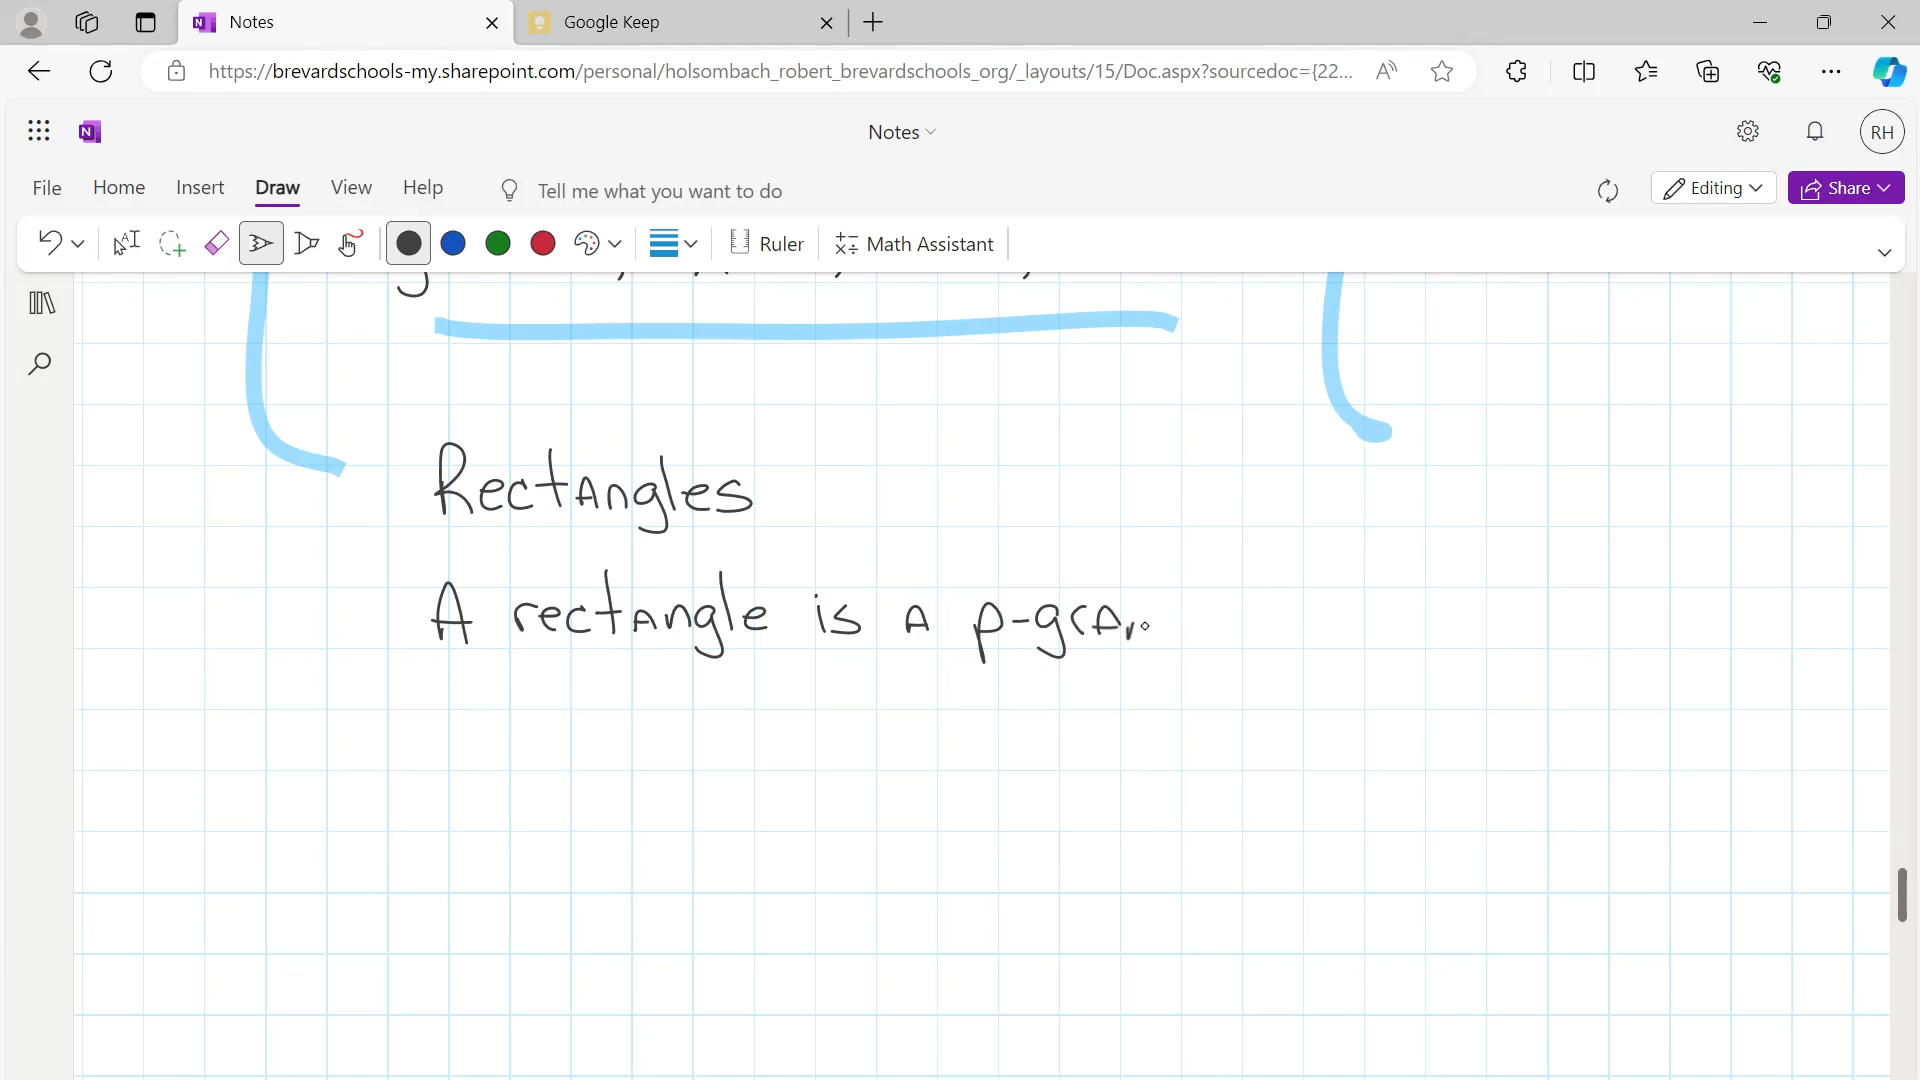 Notes
Google Keep
https://brevardschools-my.sharepoint.com/personal/holsombach_robert_brevardschools_org/_layouts/15/Doc.aspx?sourcedoc={22...
Notes
RH
File Home Insert Draw View Help Tell me what you want to do
Editing Share
Ruler Math Assistant
Rectangles
A rectangle is a p-gra